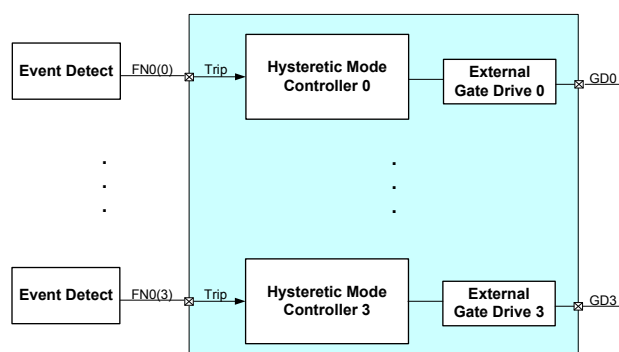 Event Detect
FN0(0)
Trip
Hysteretic Mode
Controller 0
External
Gate Drive 0
GD0
Event Detect
FN0(3)
Trip
Hysteretic Mode
Controller 3
External
Gate Drive 3
GD3